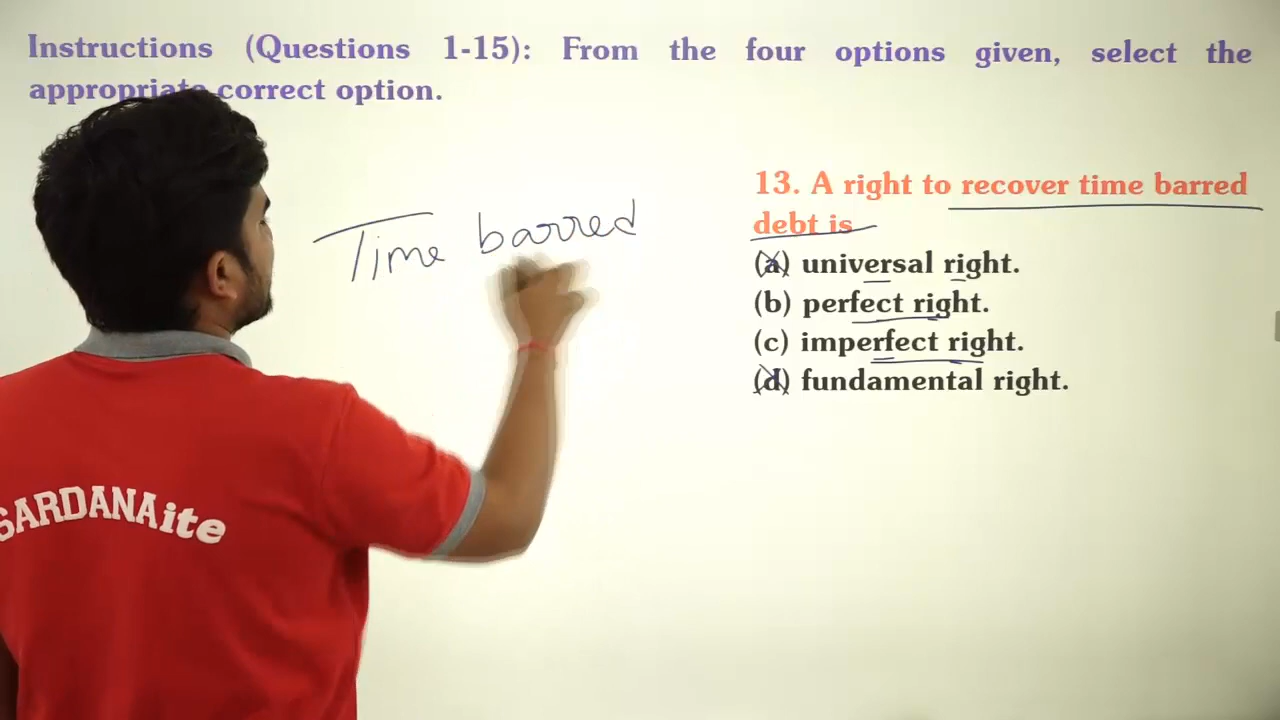 Instructions (Questions 1-15): From the four options given, select the
appropriate correct option.
Time barred
13. A right to recover time barred
debt is
(a) universal right.
(b) perfect right.
(c) imperfect right.
(d) fundamental right.
SARDANAite